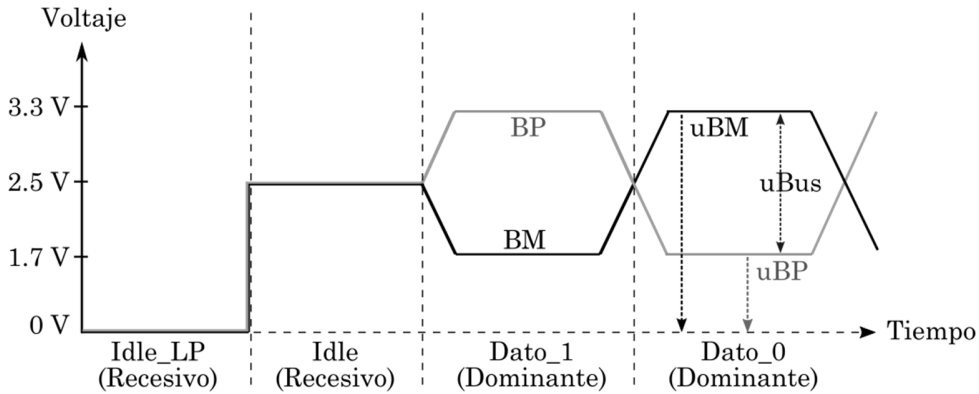 Voltaje
3.3 V
BP
uBM
2.5 V
uBus
BM
1.7 V
uBP
0 V
Tiempo
Idle_LP
(Recesivo)
Idle
(Recesivo)
Dato_1
(Dominante)
Dato_0
(Dominante)